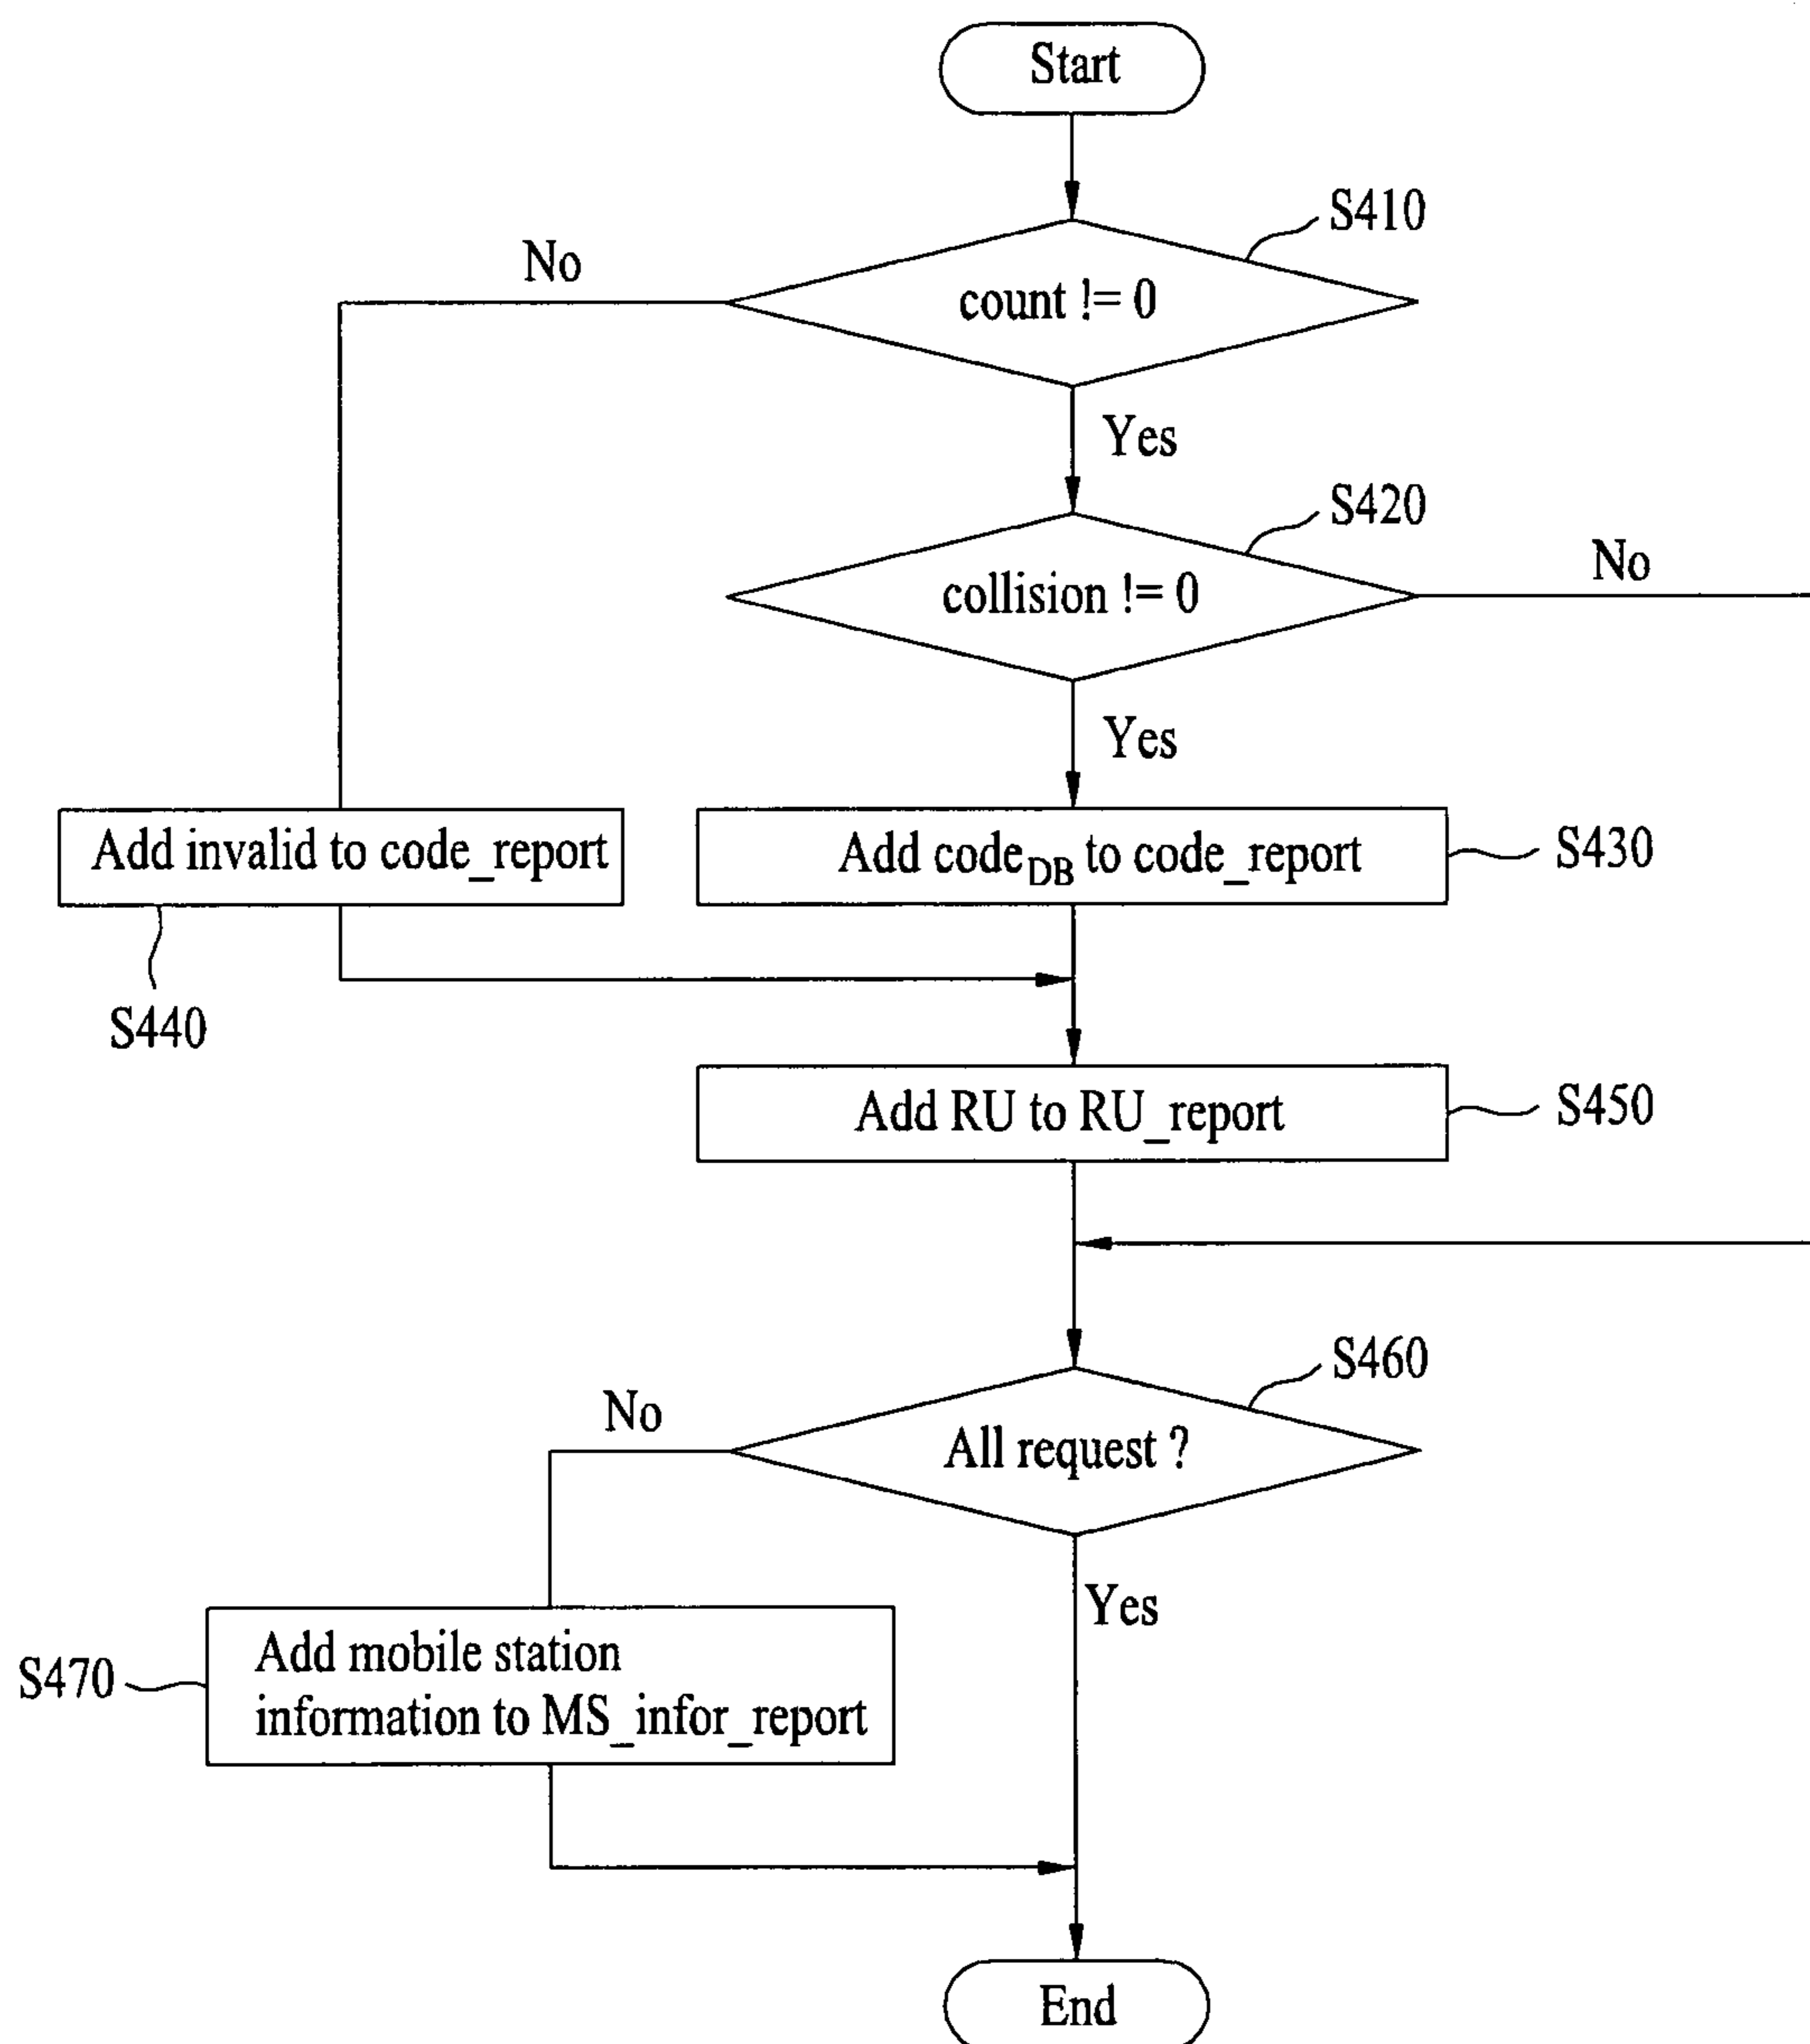 Start
S410
No
count != 0
Yes
S420
No
collision != 0
Yes
Add invalid to code_report
Add codeDB to code_report
S430
S440
Add RU to RU_report
S450
S460
No
All request ?
Yes
S470
Add mobile station
information to MS_infor_report
End